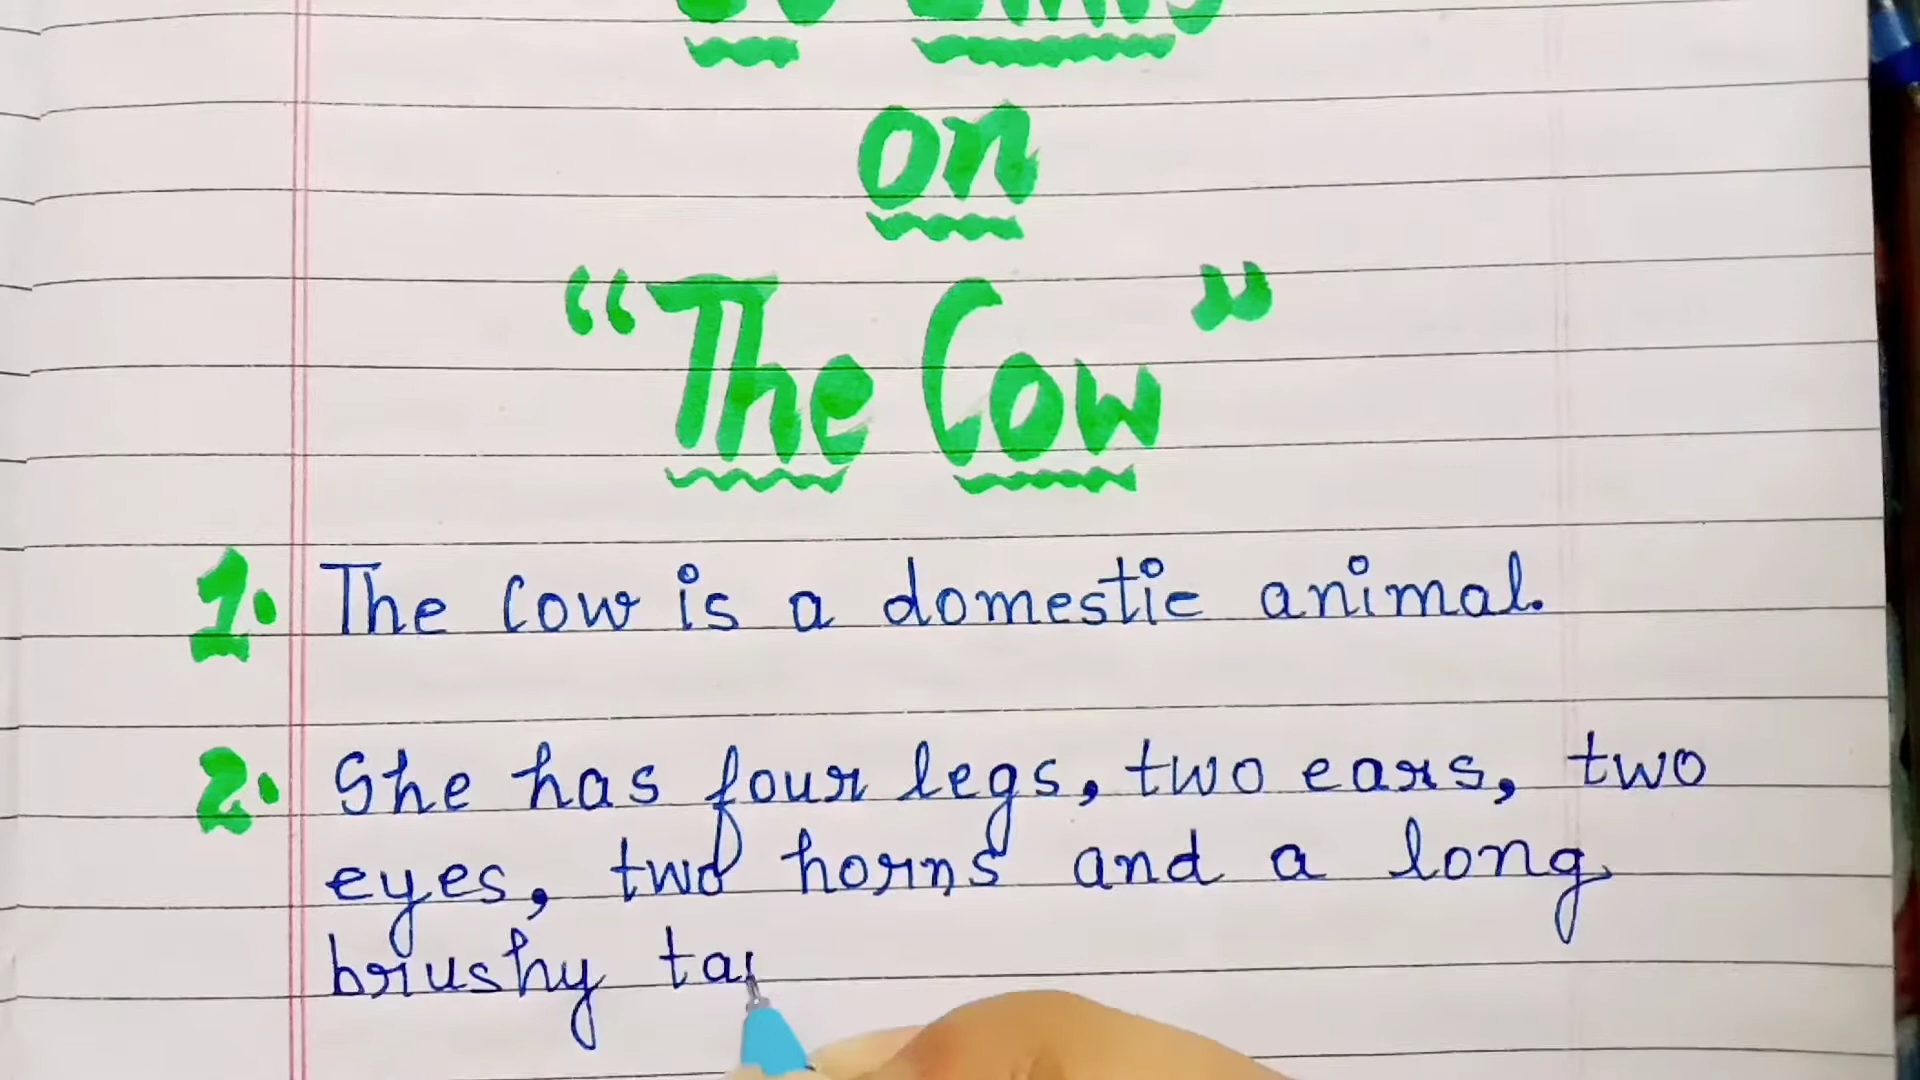 on
“The Cow”
1. The Cow is a domestic animal.
2. She has four legs, two ears, two
eyes, two horns and a long
brushy ta